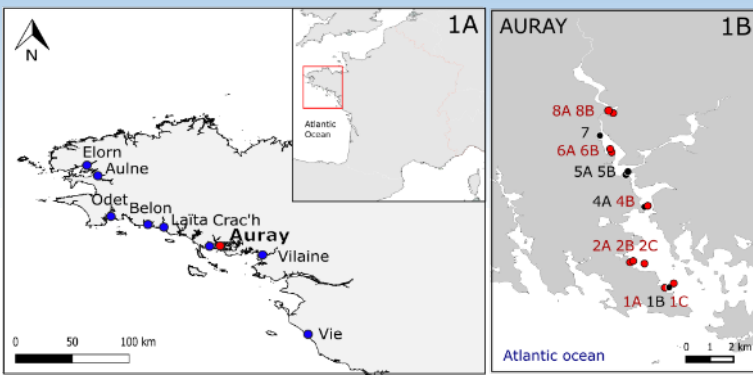 1A
N
Atlantic
Ocean
Elorn
Aulne
Odet
Belon
Laïta Crac'h
Auray
Vilaine
Vie
0 50 100 km
AURAY 1B
8A 8B
7
6A 6B
5A 5B
4A 4B
2A 2B 2C
1A 1B 1C
Atlantic ocean
0 1 2 km